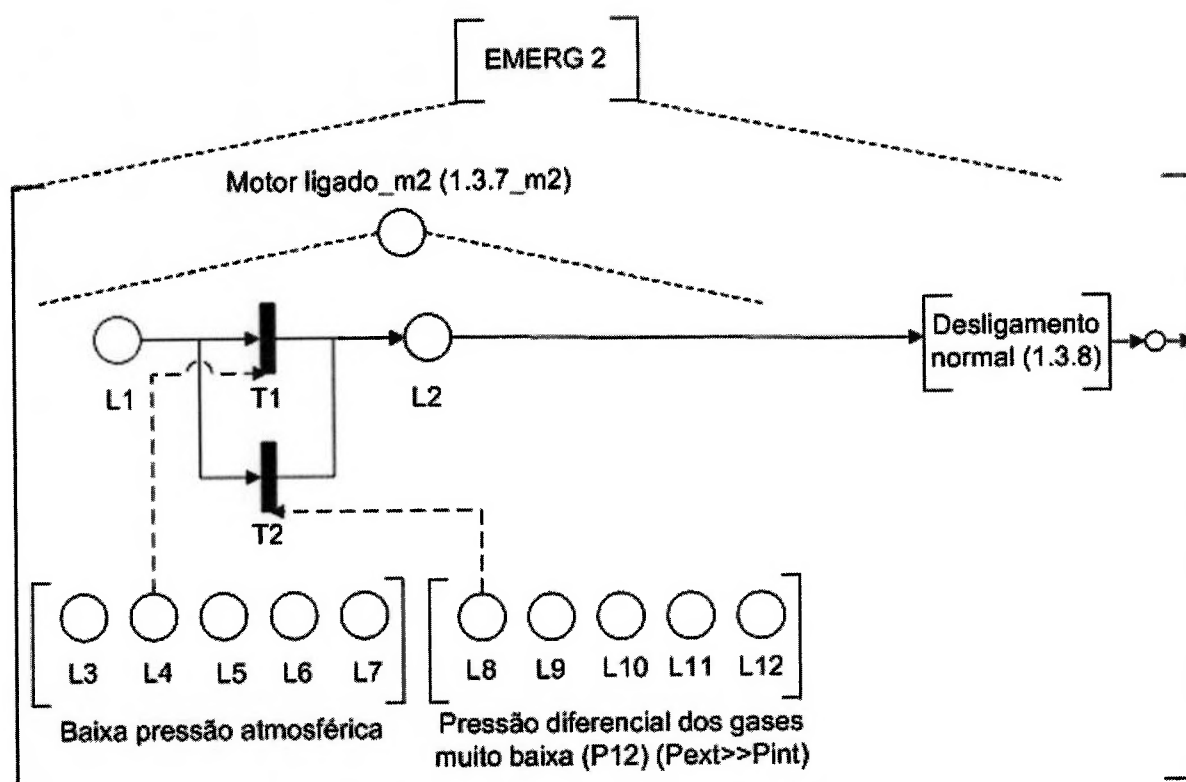 EMERG 2
Motor ligado_m2 (1.3.7_m2)
Desligamento
normal (1.3.8)
L1
T1
L2
T2
L3 L4 L5 L6 L7
L8 L9 L10 L11 L12
Baixa pressão atmosférica
Pressão diferencial dos gases
muito baixa (P12) (Pext>>Pint)